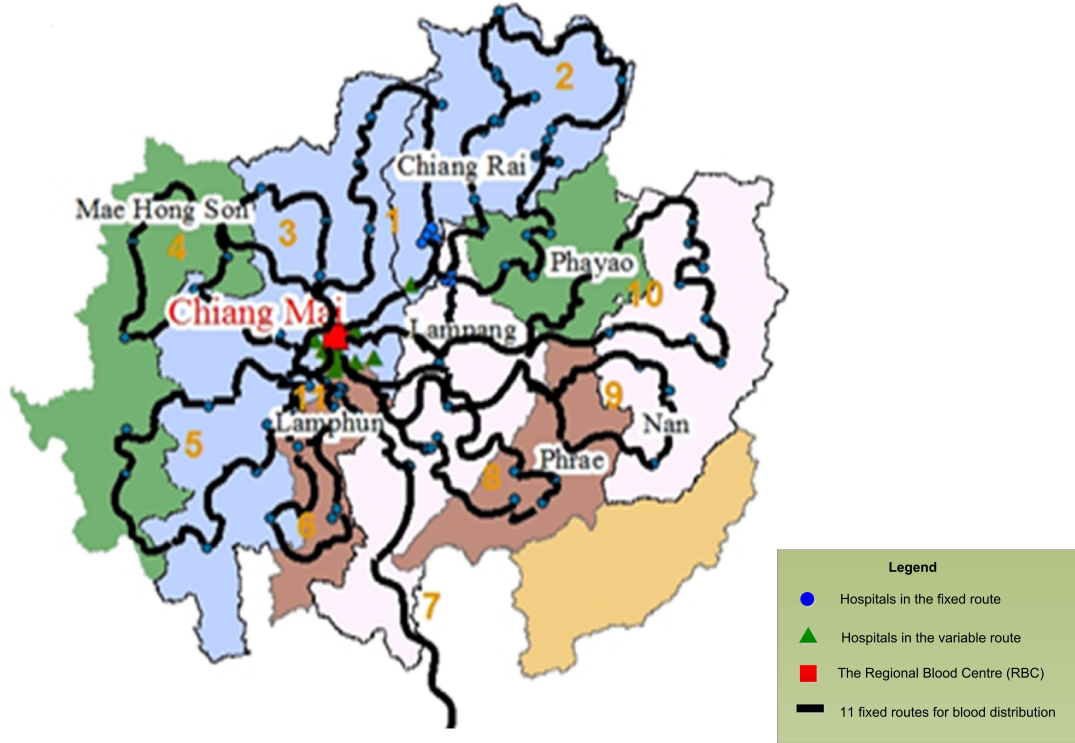 2
Chiang Rai
Mae Hong Son
1
3
4
Phayao
10
Chiang Mai
Lampang
11
9
Lamphun
Nan
5
Phrae
8
6
7
Legend
Hospitals in the fixed route
Hospitals in the variable route
The Regional Blood Centre (RBC)
11 fixed routes for blood distribution